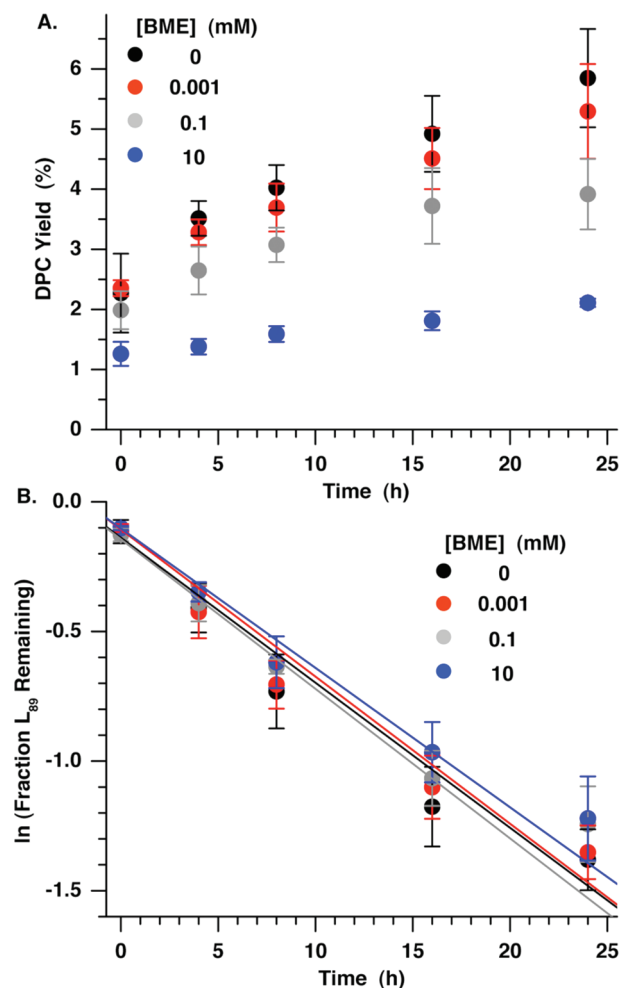 A.
[BME] (mM)
0
0.001
0.1
10
DPC Yield (%)
6
5
4
3
2
1
0
0 5 10 15 20 25
Time (h)
B.
[BME] (mM)
0
0.001
0.1
10
ln (Fraction L89 Remaining)
0.0
-0.5
-1.0
-1.5
0 5 10 15 20 25
Time (h)